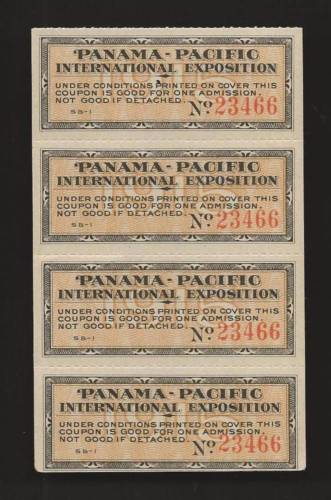 PANAMA-PACIFIC
INTERNATIONAL EXPOSITION
UNDER CONDITIONS PRINTED ON COVER THIS
COUPON IS GOOD FOR ONE ADMISSION.
NOT GOOD IF DETACHED.
SB-1
No. 23466
PANAMA-PACIFIC
INTERNATIONAL EXPOSITION
UNDER CONDITIONS PRINTED ON COVER THIS
COUPON IS GOOD FOR ONE ADMISSION.
NOT GOOD IF DETACHED.
SB-1
No. 23466
PANAMA-PACIFIC
INTERNATIONAL EXPOSITION
UNDER CONDITIONS PRINTED ON COVER THIS
COUPON IS GOOD FOR ONE ADMISSION.
NOT GOOD IF DETACHED.
SB-1
No. 23466
PANAMA-PACIFIC
INTERNATIONAL EXPOSITION
UNDER CONDITIONS PRINTED ON COVER THIS
COUPON IS GOOD FOR ONE ADMISSION.
NOT GOOD IF DETACHED.
SB-1
No. 23466